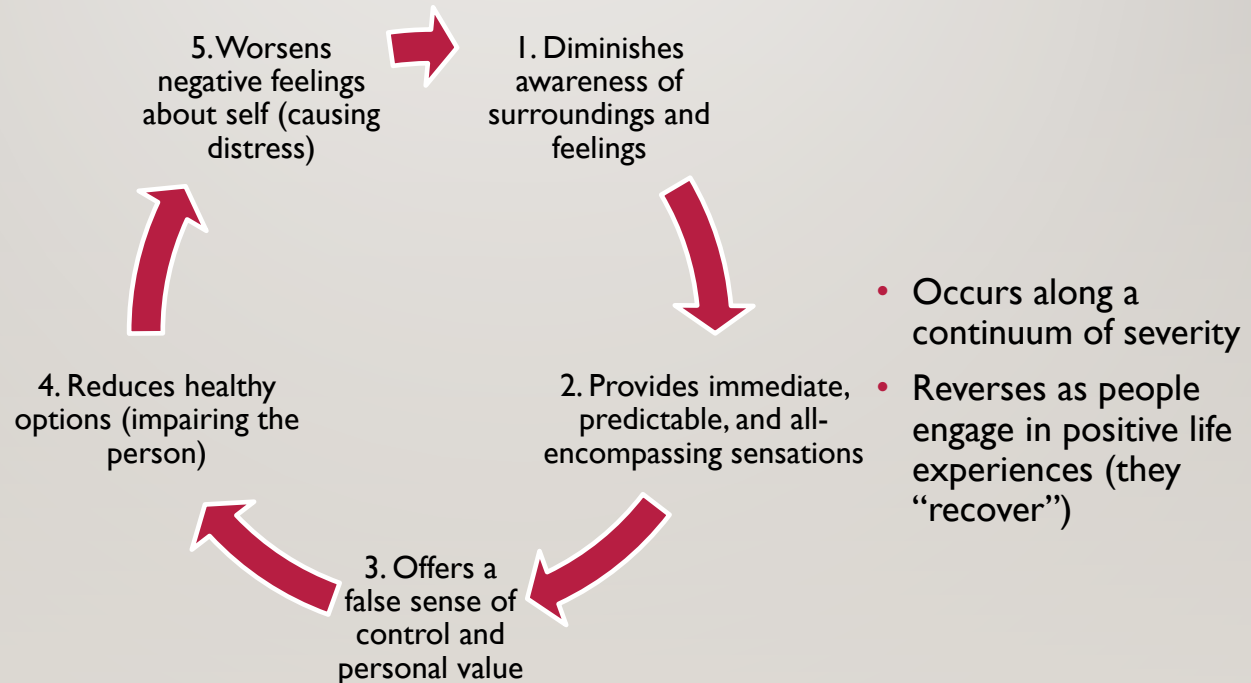 5. Worsens
negative feelings
about self (causing
distress)
1. Diminishes
awareness of
surroundings and
feelings
2. Provides immediate,
predictable, and all-
encompassing sensations
3. Offers a
false sense of
control and
personal value
4. Reduces healthy
options (impairing the
person)
• Occurs along a
continuum of severity
• Reverses as people
engage in positive life
experiences (they
“recover”)